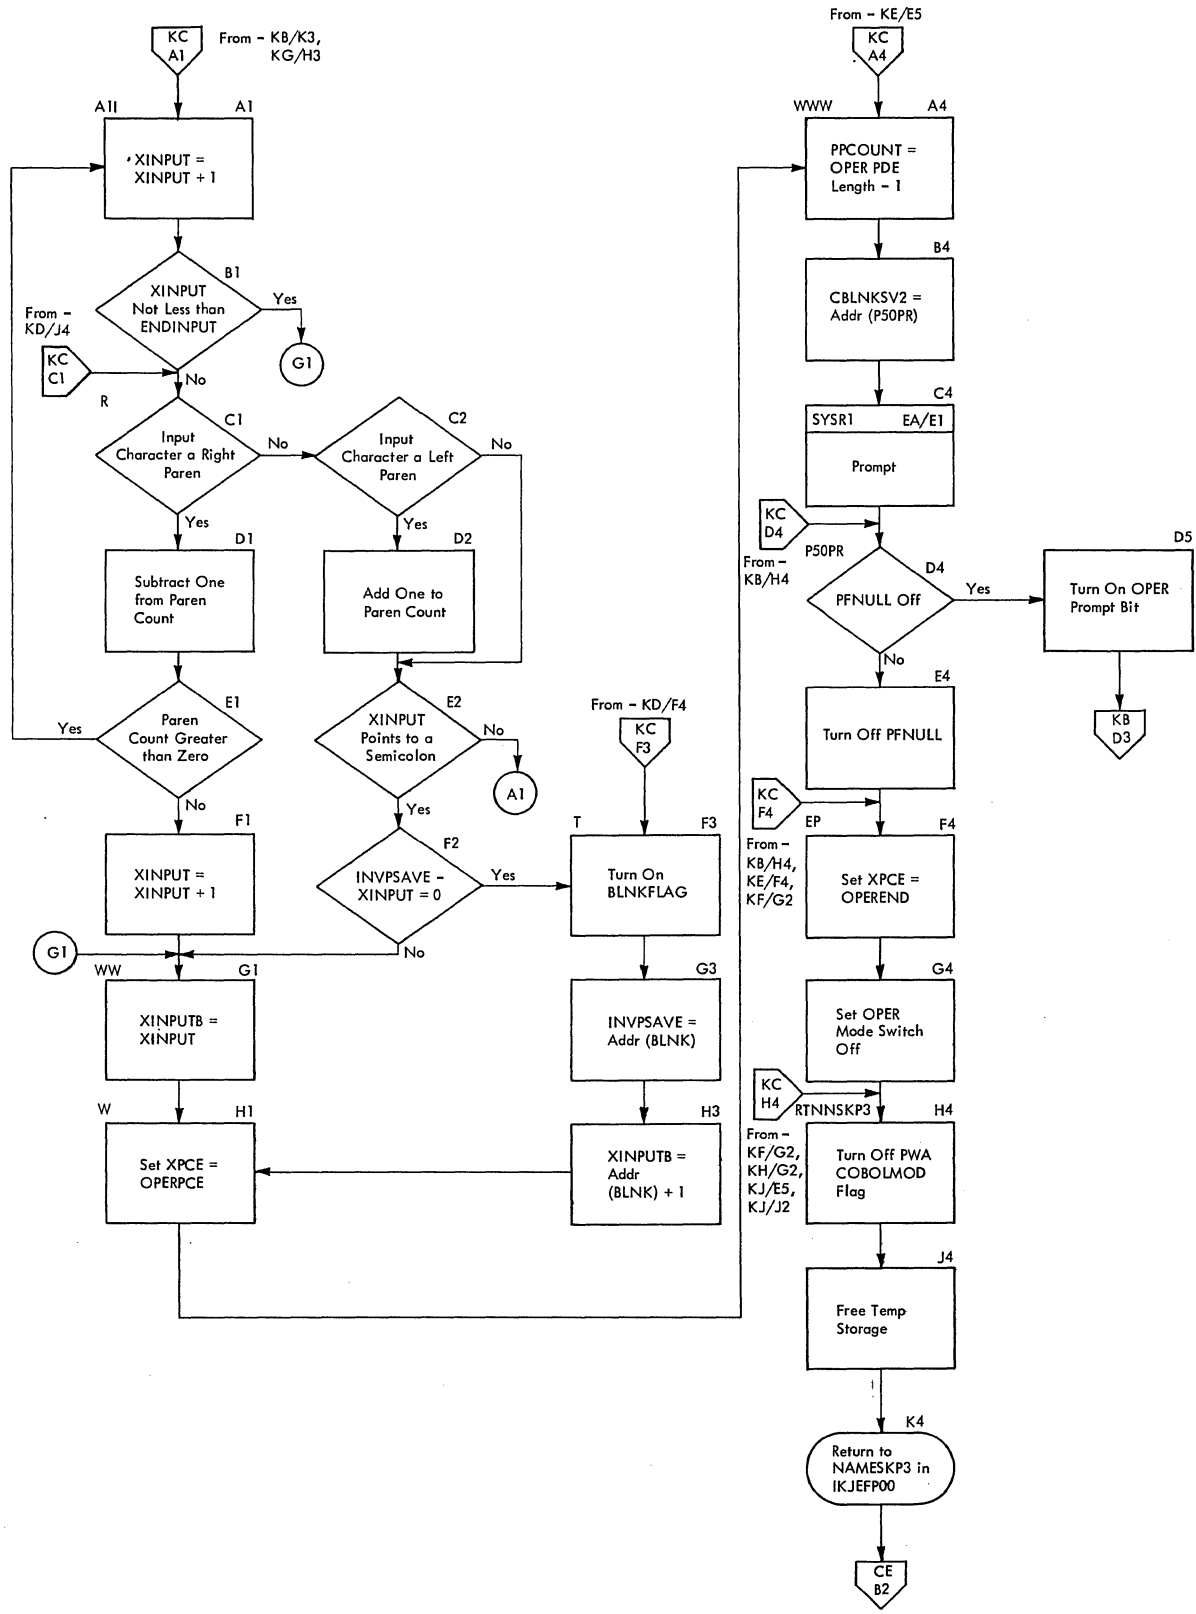 KC
A1
From - KB/K3,
KG/H3
A1I
A1
XINPUT =
XINPUT + 1
B1
XINPUT
Not Less than
ENDINPUT
Yes
G1
From -
KD/J4
KC
C1
No
R
C1
Input
Character a Right
Paren
No
C2
Input
Character a Left
Paren
No
Yes
Yes
D1
Subtract One
from Paren
Count
D2
Add One to
Paren Count
E1
Paren
Count Greater
than Zero
Yes
No
E2
XINPUT
Points to a
Semicolon
No
A1
Yes
F1
XINPUT =
XINPUT + 1
F2
INVPSAVE -
XINPUT = 0
Yes
No
From - KD/F4
KC
F3
T
F3
Turn On
BLNKFLAG
G1
WW
G1
XINPUTB =
XINPUT
G3
INVPSAVE =
Addr (BLNK)
W
H1
Set XPCE =
OPERPCE
H3
XINPUTB =
Addr
(BLNK) + 1
From - KE/E5
KC
A4
WWW
A4
PPCOUNT =
OPER PDE
Length - 1
B4
CBLNKSV2 =
Addr (P50PR)
C4
SYSR1 EA/E1
Prompt
KC
D4
From -
KB/H4
P50PR
D4
PFNULL Off
Yes
No
D5
Turn On OPER
Prompt Bit
KB
D3
E4
Turn Off PFNULL
KC
F4
From -
KB/H4,
KE/F4,
KF/G2
EP
F4
Set XPCE =
OPEREND
G4
Set OPER
Mode Switch
Off
KC
H4
From -
KF/G2,
KH/G2,
KJ/E5,
KJ/J2
RTNNSKP3
H4
Turn Off PWA
COBOLMOD
Flag
J4
Free Temp
Storage
K4
Return to
NAMESKP3 in
IKJEFP00
CE
B2